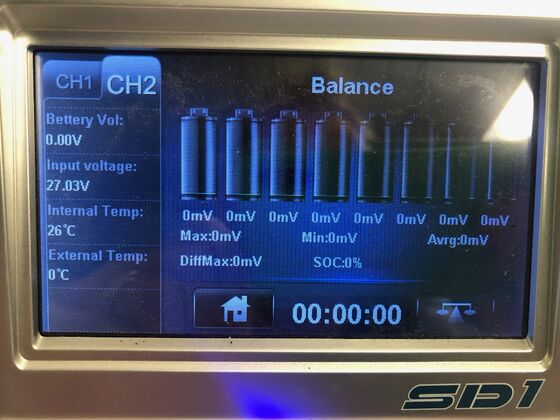 CH1 CH2
Balance
Bettery Vol:
0.00V
Input voltage:
27.03V
Internal Temp:
26°C
External Temp:
0°C
0mV 0mV 0mV 0mV 0mV 0mV 0mV 0mV
Max:0mV Min:0mV Avrg:0mV
DiffMax:0mV SOC:0%
00:00:00
SD1